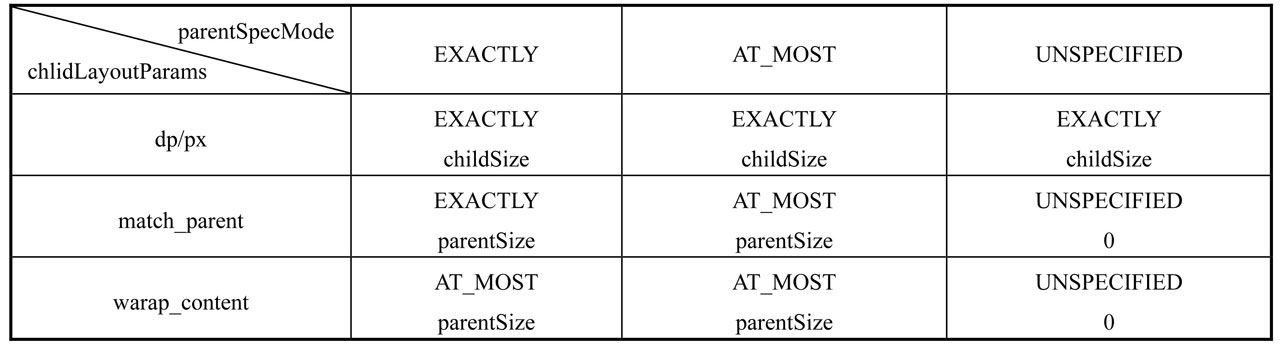 parentSpecMode
chlidLayoutParams
EXACTLY
AT_MOST
UNSPECIFIED
dp/px
EXACTLY
childSize
EXACTLY
childSize
EXACTLY
childSize
match_parent
EXACTLY
parentSize
AT_MOST
parentSize
UNSPECIFIED
0
warap_content
AT_MOST
parentSize
AT_MOST
parentSize
UNSPECIFIED
0